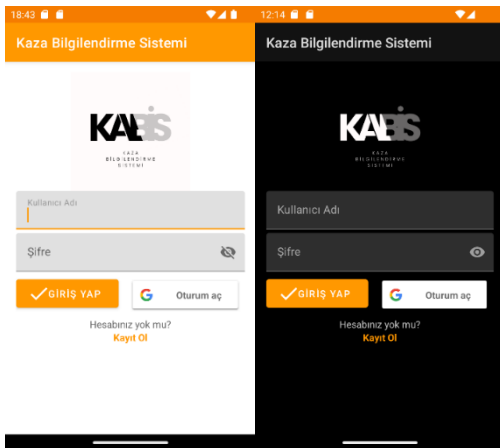 18:43
Kaza Bilgilendirme Sistemi
KABİS
KAZA
BİLGİLENDİRME
SİSTEMİ
Kullanıcı Adı
Şifre
GİRİŞ YAP
Oturum aç
Hesabınız yok mu?
Kayıt Ol
12:14
Kaza Bilgilendirme Sistemi
KABİS
KAZA
BİLGİLENDİRME
SİSTEMİ
Kullanıcı Adı
Şifre
GİRİŞ YAP
Oturum aç
Hesabınız yok mu?
Kayıt Ol